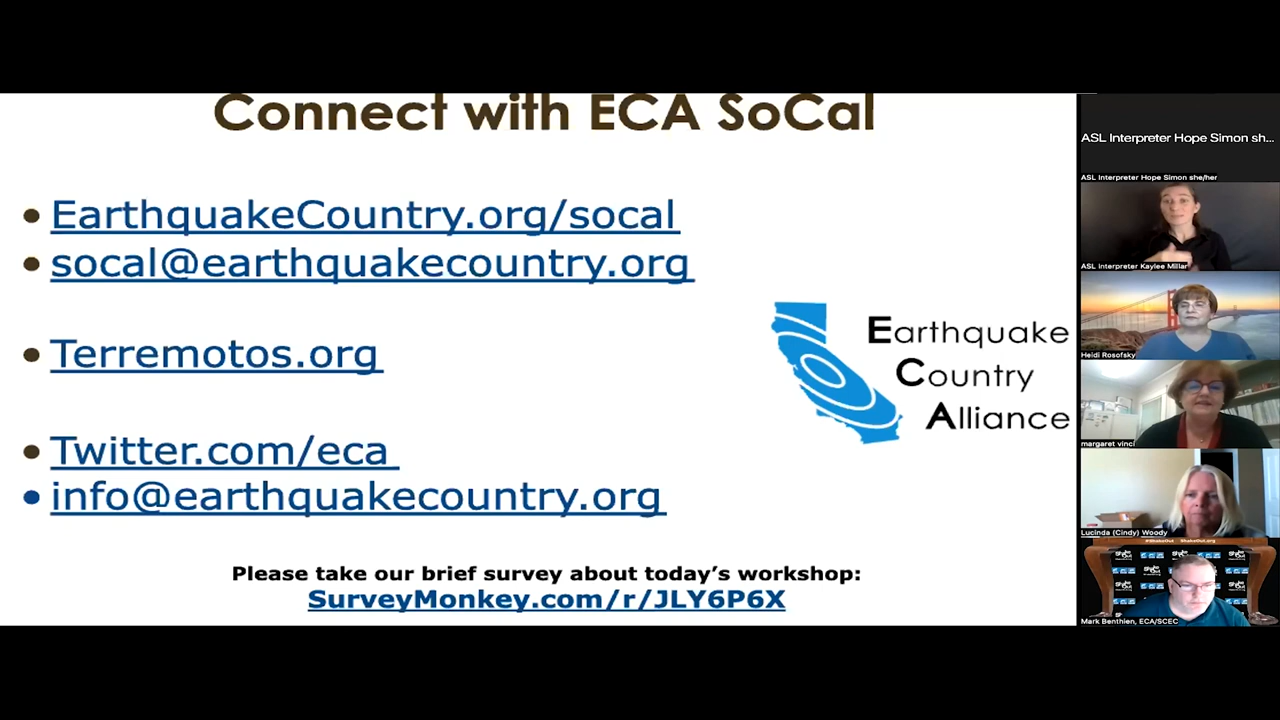 Connect with ECA SoCal
• EarthquakeCountry.org/socal
• socal@earthquakecountry.org
• Terremotos.org
• Twitter.com/eca
• info@earthquakecountry.org
Earthquake
Country
Alliance
Please take our brief survey about today's workshop:
SurveyMonkey.com/r/JLY6P6X
ASL Interpreter Hope Simon sh...
ASL Interpreter Hope Simon she/her
ASL Interpreter Kaylee Millar
Heidi Rosofsky
margaret vinci
Lucinda (Cindy) Woody
#ShakeOut ShakeOut.org
Mark Benthien, ECA/SCEC